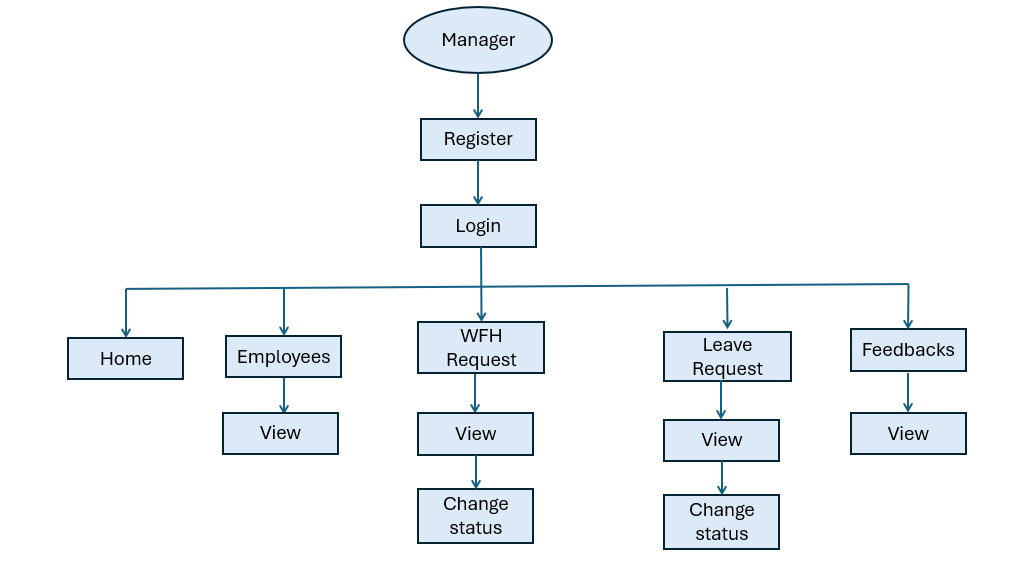 Manager
Register
Login
Home
Employees
View
WFH
Request
View
Change
status
Leave
Request
View
Change
status
Feedbacks
View